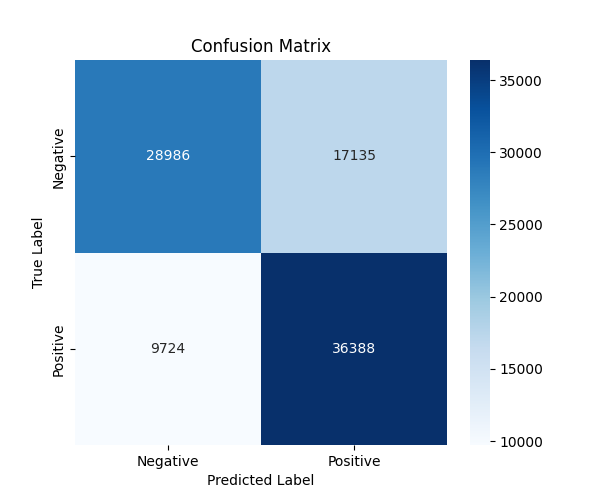 Confusion Matrix
True Label
Negative
Positive
28986
17135
9724
36388
Negative
Positive
Predicted Label
35000
30000
25000
20000
15000
10000